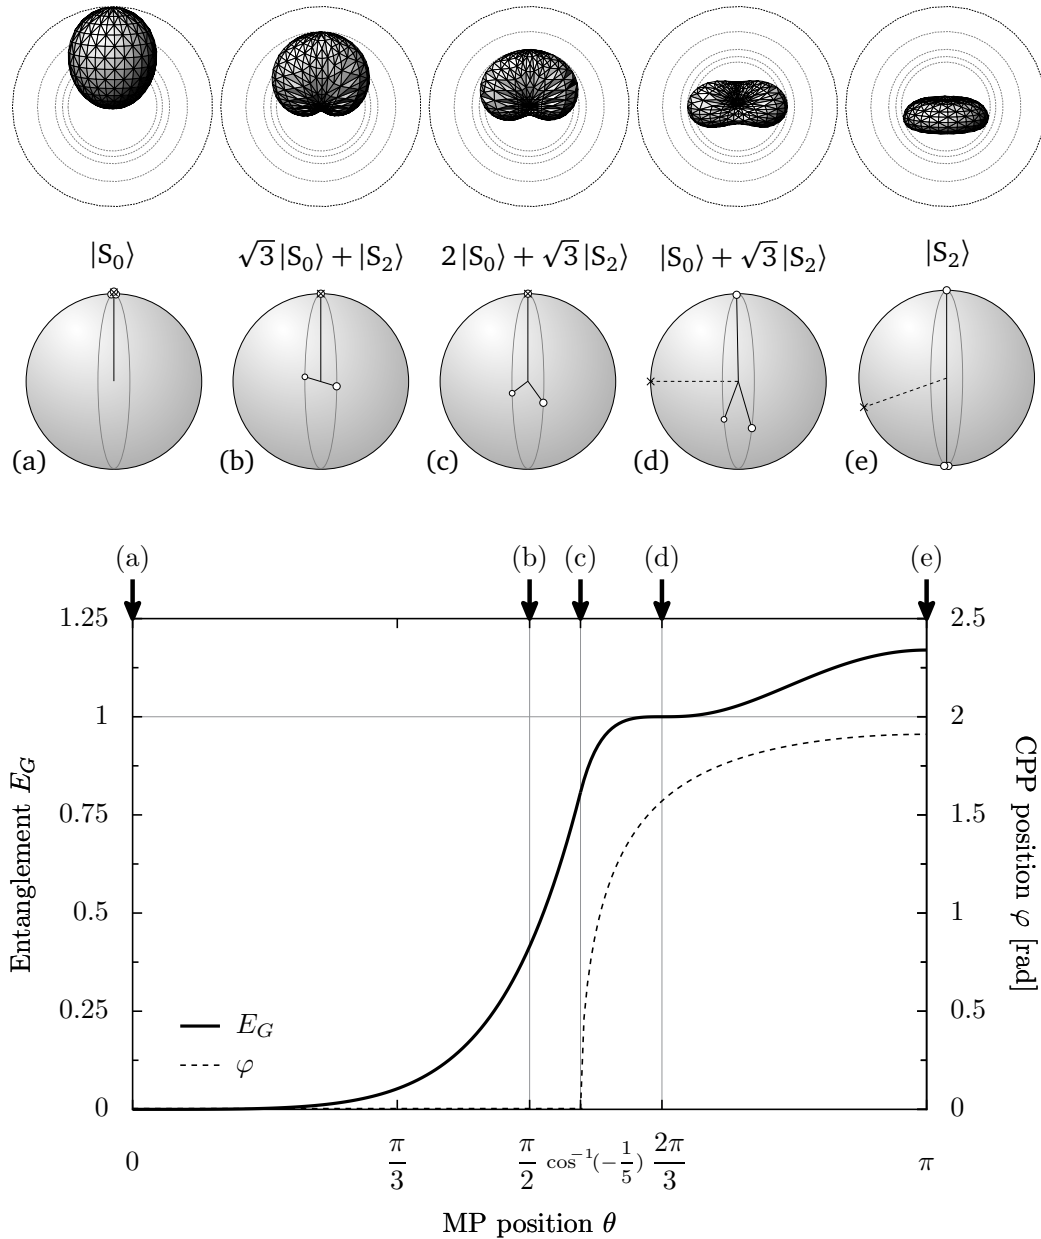 |S₀⟩
√3 |S₀⟩ + |S₂⟩
2 |S₀⟩ + √3 |S₂⟩
|S₀⟩ + √3 |S₂⟩
|S₂⟩
(a)
(b)
(c)
(d)
(e)
(a)
(b)
(c)
(d)
(e)
1.25
1
0.75
0.5
0.25
0
Entanglement E_G
2.5
2
1.5
1
0.5
0
CPP position φ [rad]
E_G
φ
0
π/3
π/2
cos⁻¹(−1/5)
2π/3
π
MP position θ